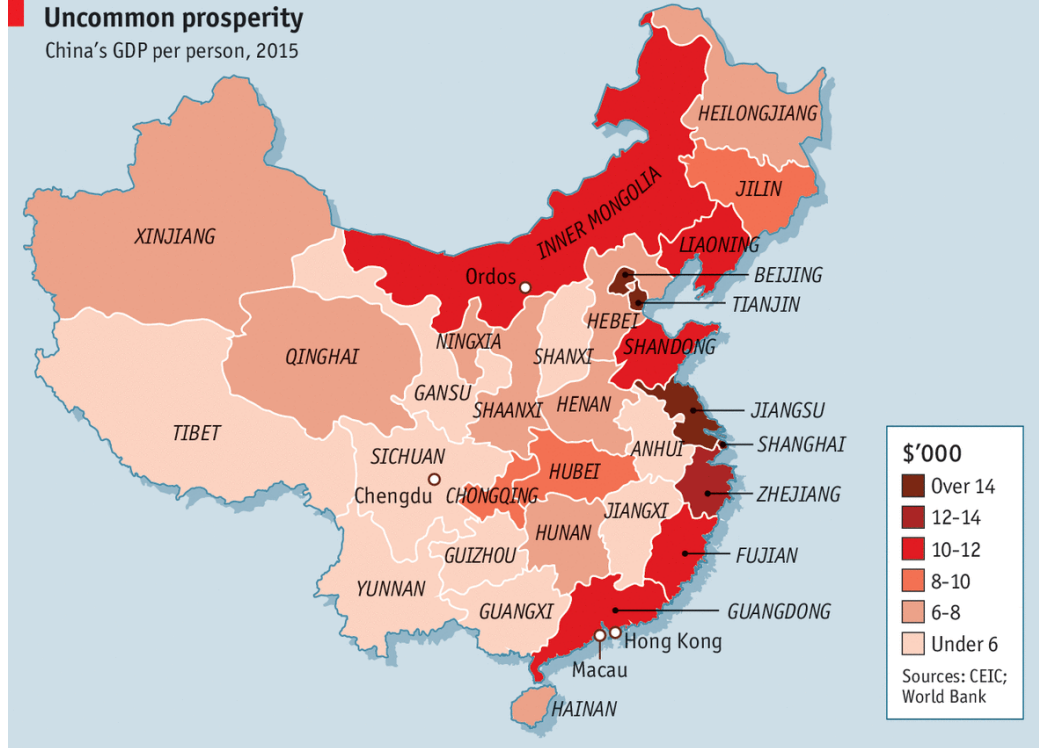 Uncommon prosperity
China's GDP per person, 2015
HEILONGJIANG
JILIN
INNER MONGOLIA
LIAONING
XINJIANG
Ordos
BEIJING
TIANJIN
HEBEI
NINGXIA
SHANXI
SHANDONG
QINGHAI
GANSU
SHAANXI
HENAN
JIANGSU
TIBET
SICHUAN
ANHUI
SHANGHAI
Chengdu
CHONGQING
HUBEI
ZHEJIANG
JIANGXI
HUNAN
GUIZHOU
FUJIAN
YUNNAN
GUANGXI
GUANGDONG
Hong Kong
Macau
HAINAN
$'000
Over 14
12-14
10-12
8-10
6-8
Under 6
Sources: CEIC;
World Bank